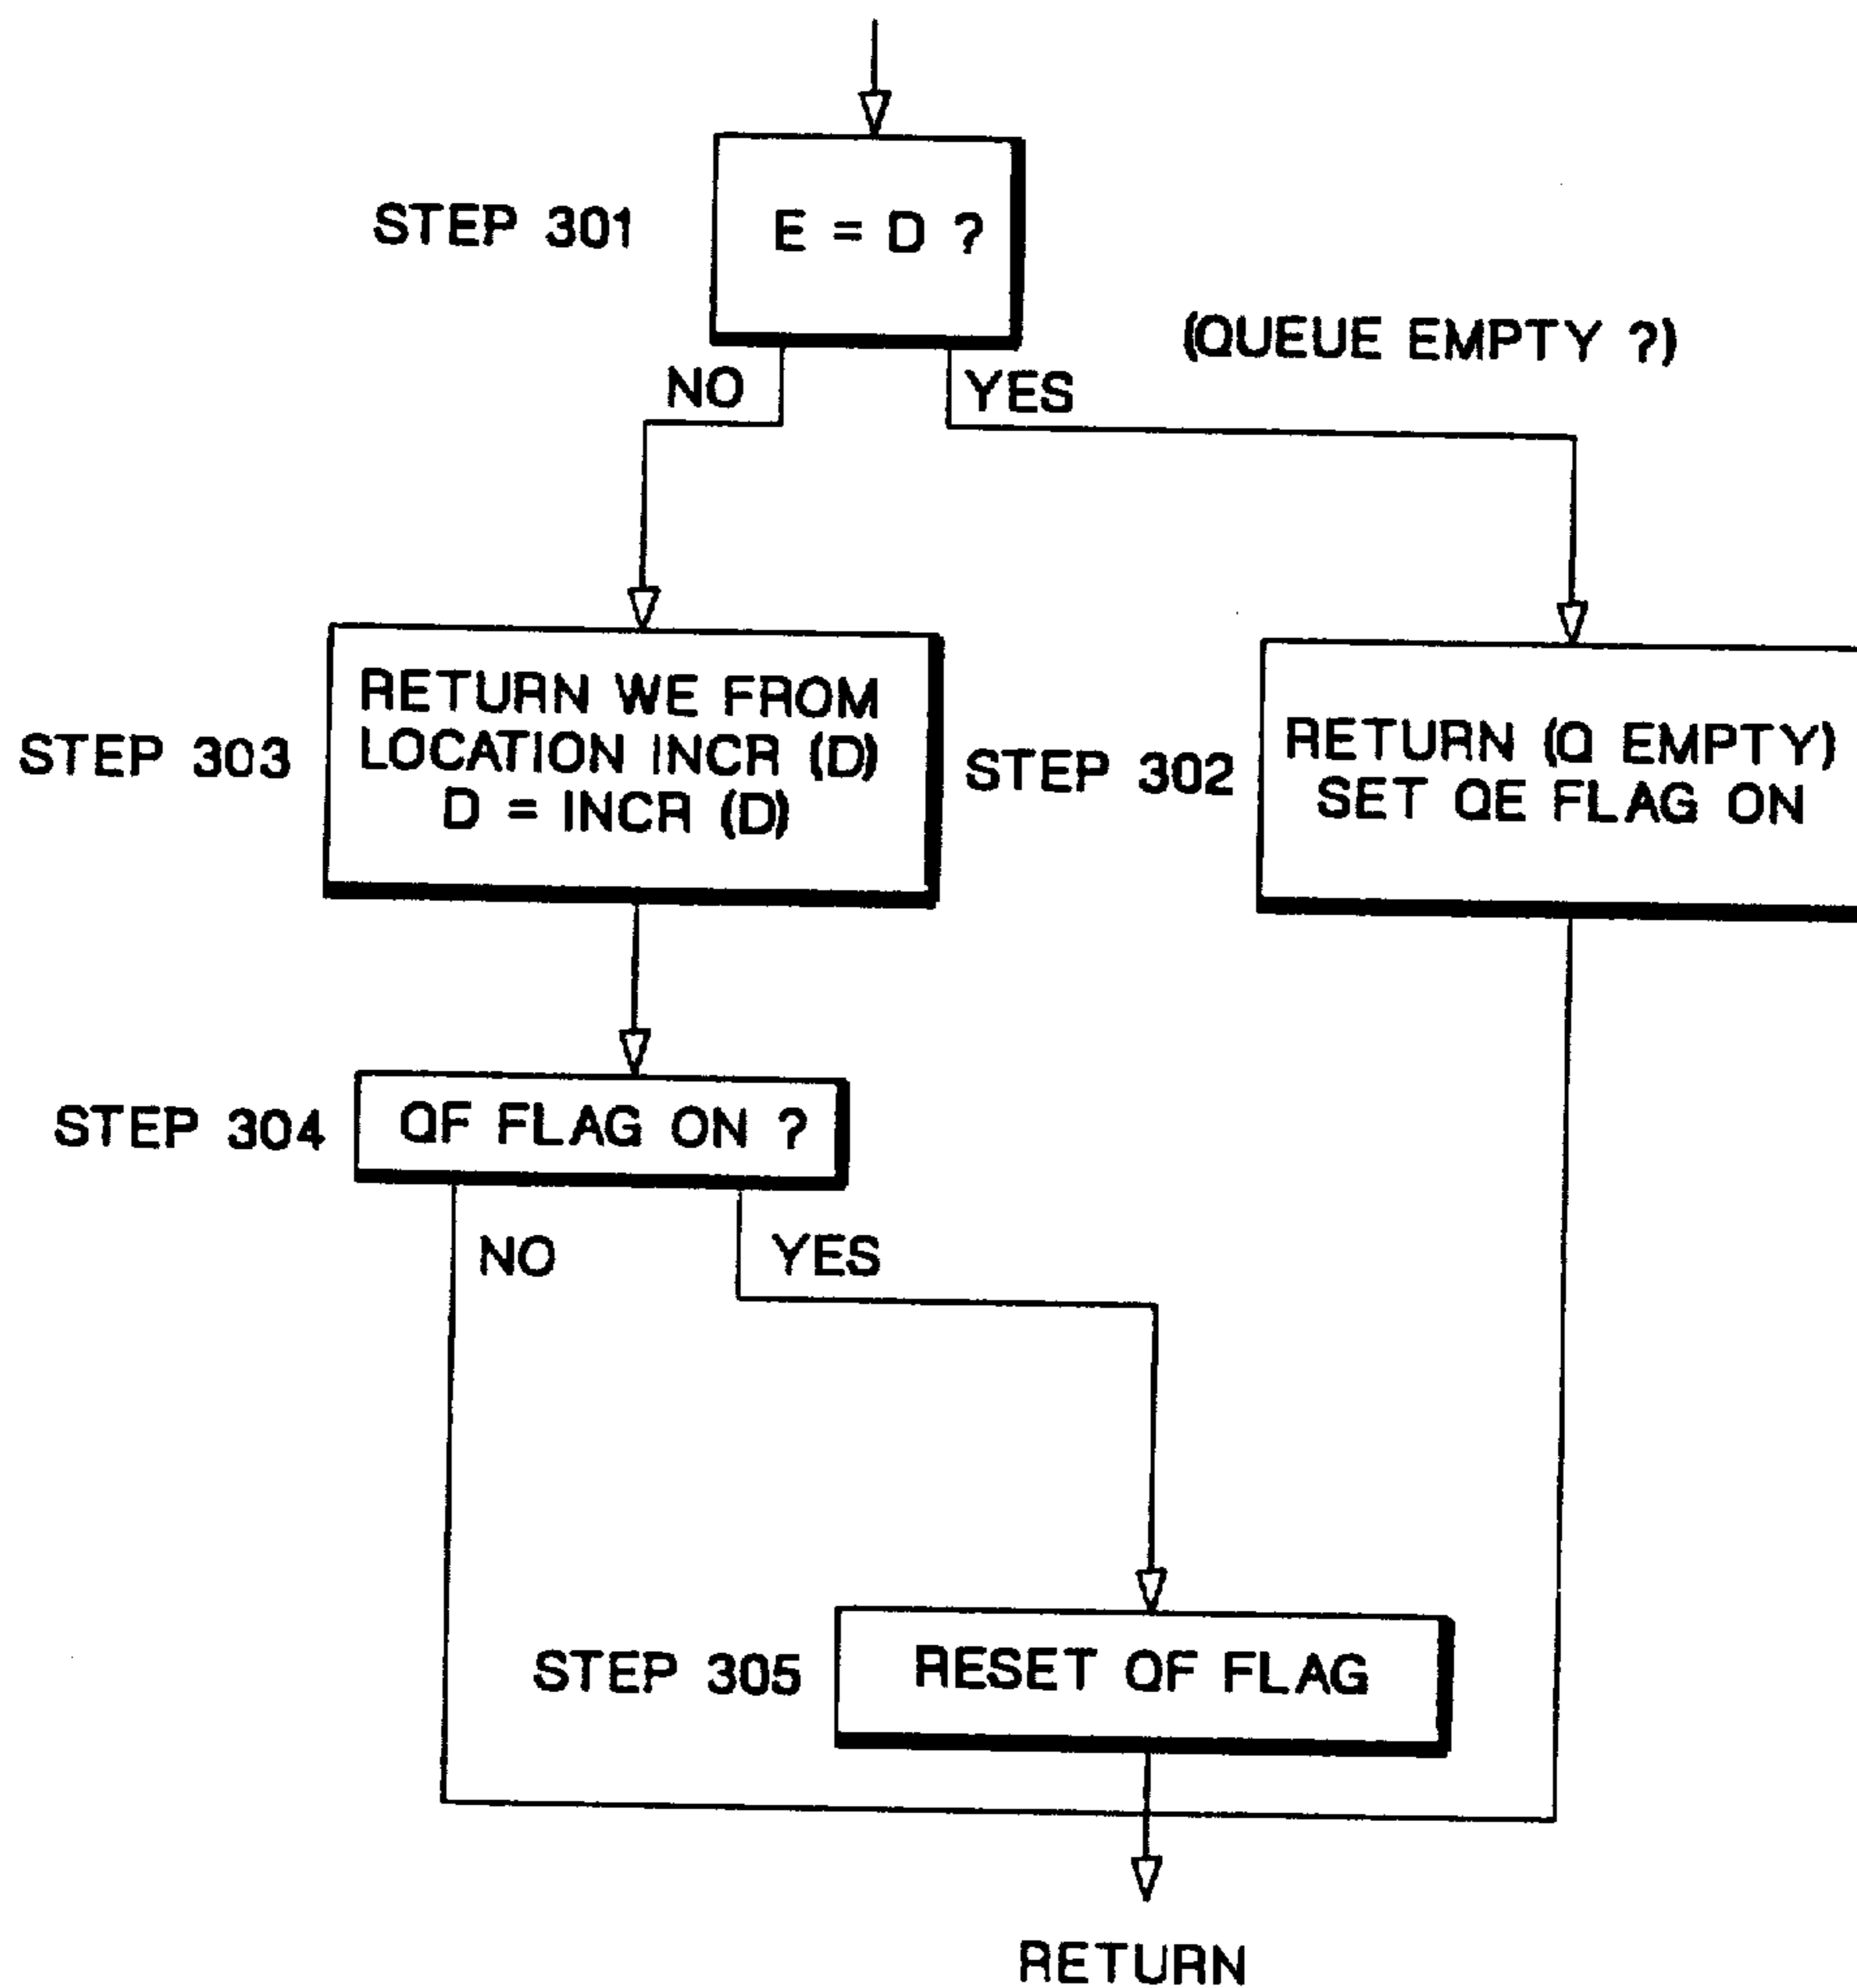 STEP 301
E = D ?
(QUEUE EMPTY ?)
NO
YES
STEP 303
RETURN WE FROM
LOCATION INCR (D)
D = INCR (D)
STEP 302
RETURN (Q EMPTY)
SET QE FLAG ON
STEP 304
QF FLAG ON ?
NO
YES
STEP 305
RESET QF FLAG
RETURN